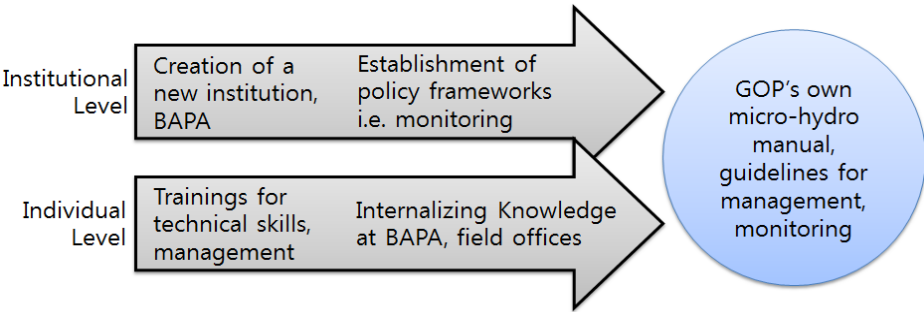 Institutional
Level
Creation of a
new institution,
BAPA
Establishment of
policy frameworks
i.e. monitoring
Individual
Level
Trainings for
technical skills,
management
Internalizing Knowledge
at BAPA, field offices
GOP's own
micro-hydro
manual,
guidelines for
management,
monitoring